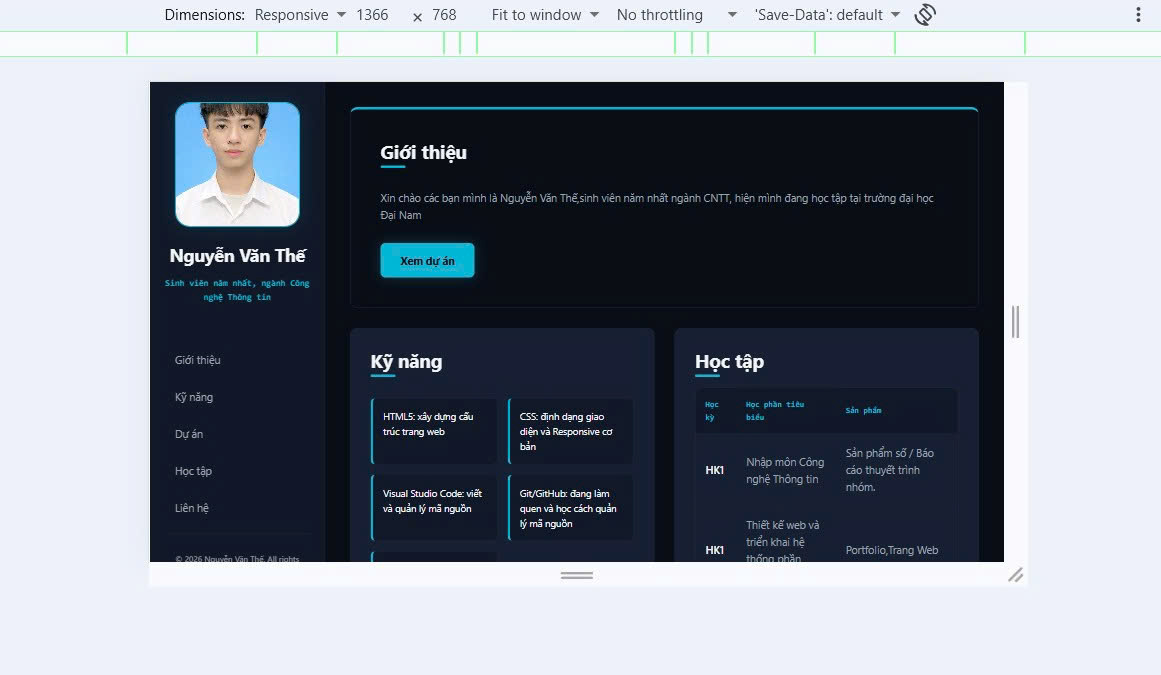 Dimensions: Responsive 1366 × 768 Fit to window No throttling 'Save-Data': default
Nguyễn Văn Thế
Sinh viên năm nhất, ngành Công
nghệ Thông tin
Giới thiệu
Kỹ năng
Dự án
Học tập
Liên hệ
© 2026 Nguyễn Văn Thế. All rights
Giới thiệu
Xin chào các bạn mình là Nguyễn Văn Thế,sinh viên năm nhất ngành CNTT, hiện mình đang học tập tại trường đại học
Đại Nam
Xem dự án
Kỹ năng
HTML5: xây dựng cấu
trúc trang web
CSS: định dạng giao
diện và Responsive cơ
bản
Visual Studio Code: viết
và quản lý mã nguồn
Git/GitHub: đang làm
quen và học cách quản
lý mã nguồn
Học tập
Học
kỳ
Học phần tiêu
biểu
Sản phẩm
HK1
Nhập môn Công
nghệ Thông tin
Sản phẩm số / Báo
cáo thuyết trình
nhóm.
HK1
Thiết kế web và
triển khai hệ
thống phần
Portfolio,Trang Web